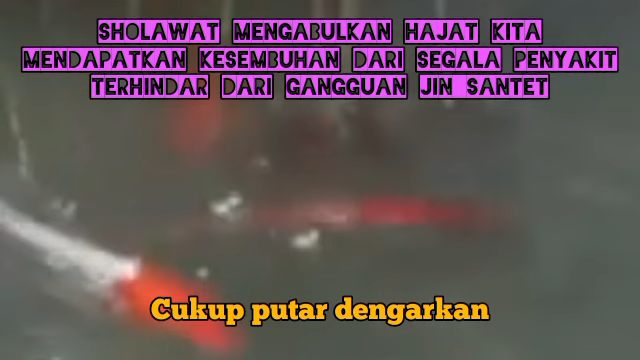 SHOLAWAT MENGABULKAN HAJAT KITA
MENDAPATKAN KESEMBUHAN DARI SEGALA PENYAKIT
TERHINDAR DARI GANGGUAN JIN SANTET
Cukup putar dengarkan